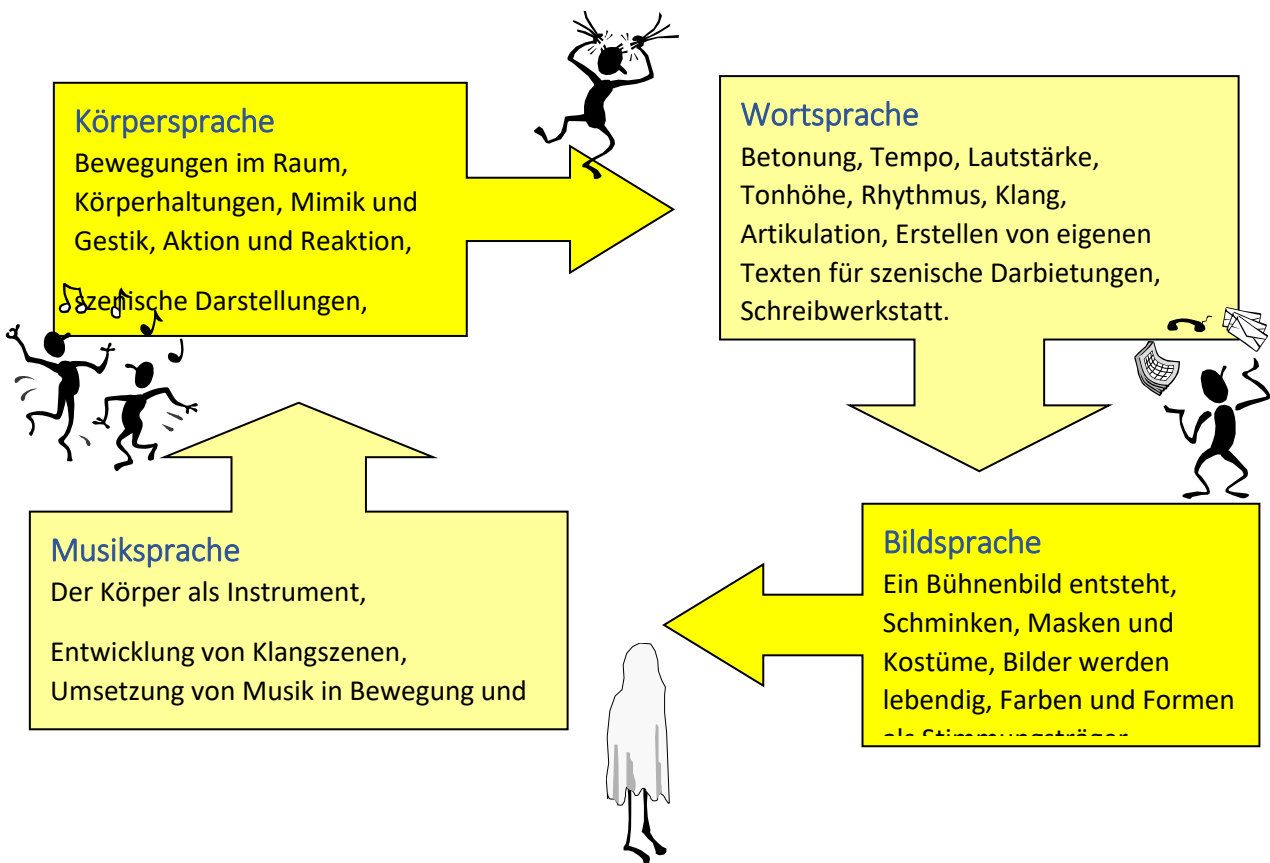 Körpersprache
Bewegungen im Raum,
Körperhaltungen, Mimik und
Gestik, Aktion und Reaktion,
szenische Darstellungen,
Wortsprache
Betonung, Tempo, Lautstärke,
Tonhöhe, Rhythmus, Klang,
Artikulation, Erstellen von eigenen
Texten für szenische Darbietungen,
Schreibwerkstatt.
Musiksprache
Der Körper als Instrument,
Entwicklung von Klangszenen,
Umsetzung von Musik in Bewegung und
Bildsprache
Ein Bühnenbild entsteht,
Schminken, Masken und
Kostüme, Bilder werden
lebendig, Farben und Formen
als Stimmungsträger